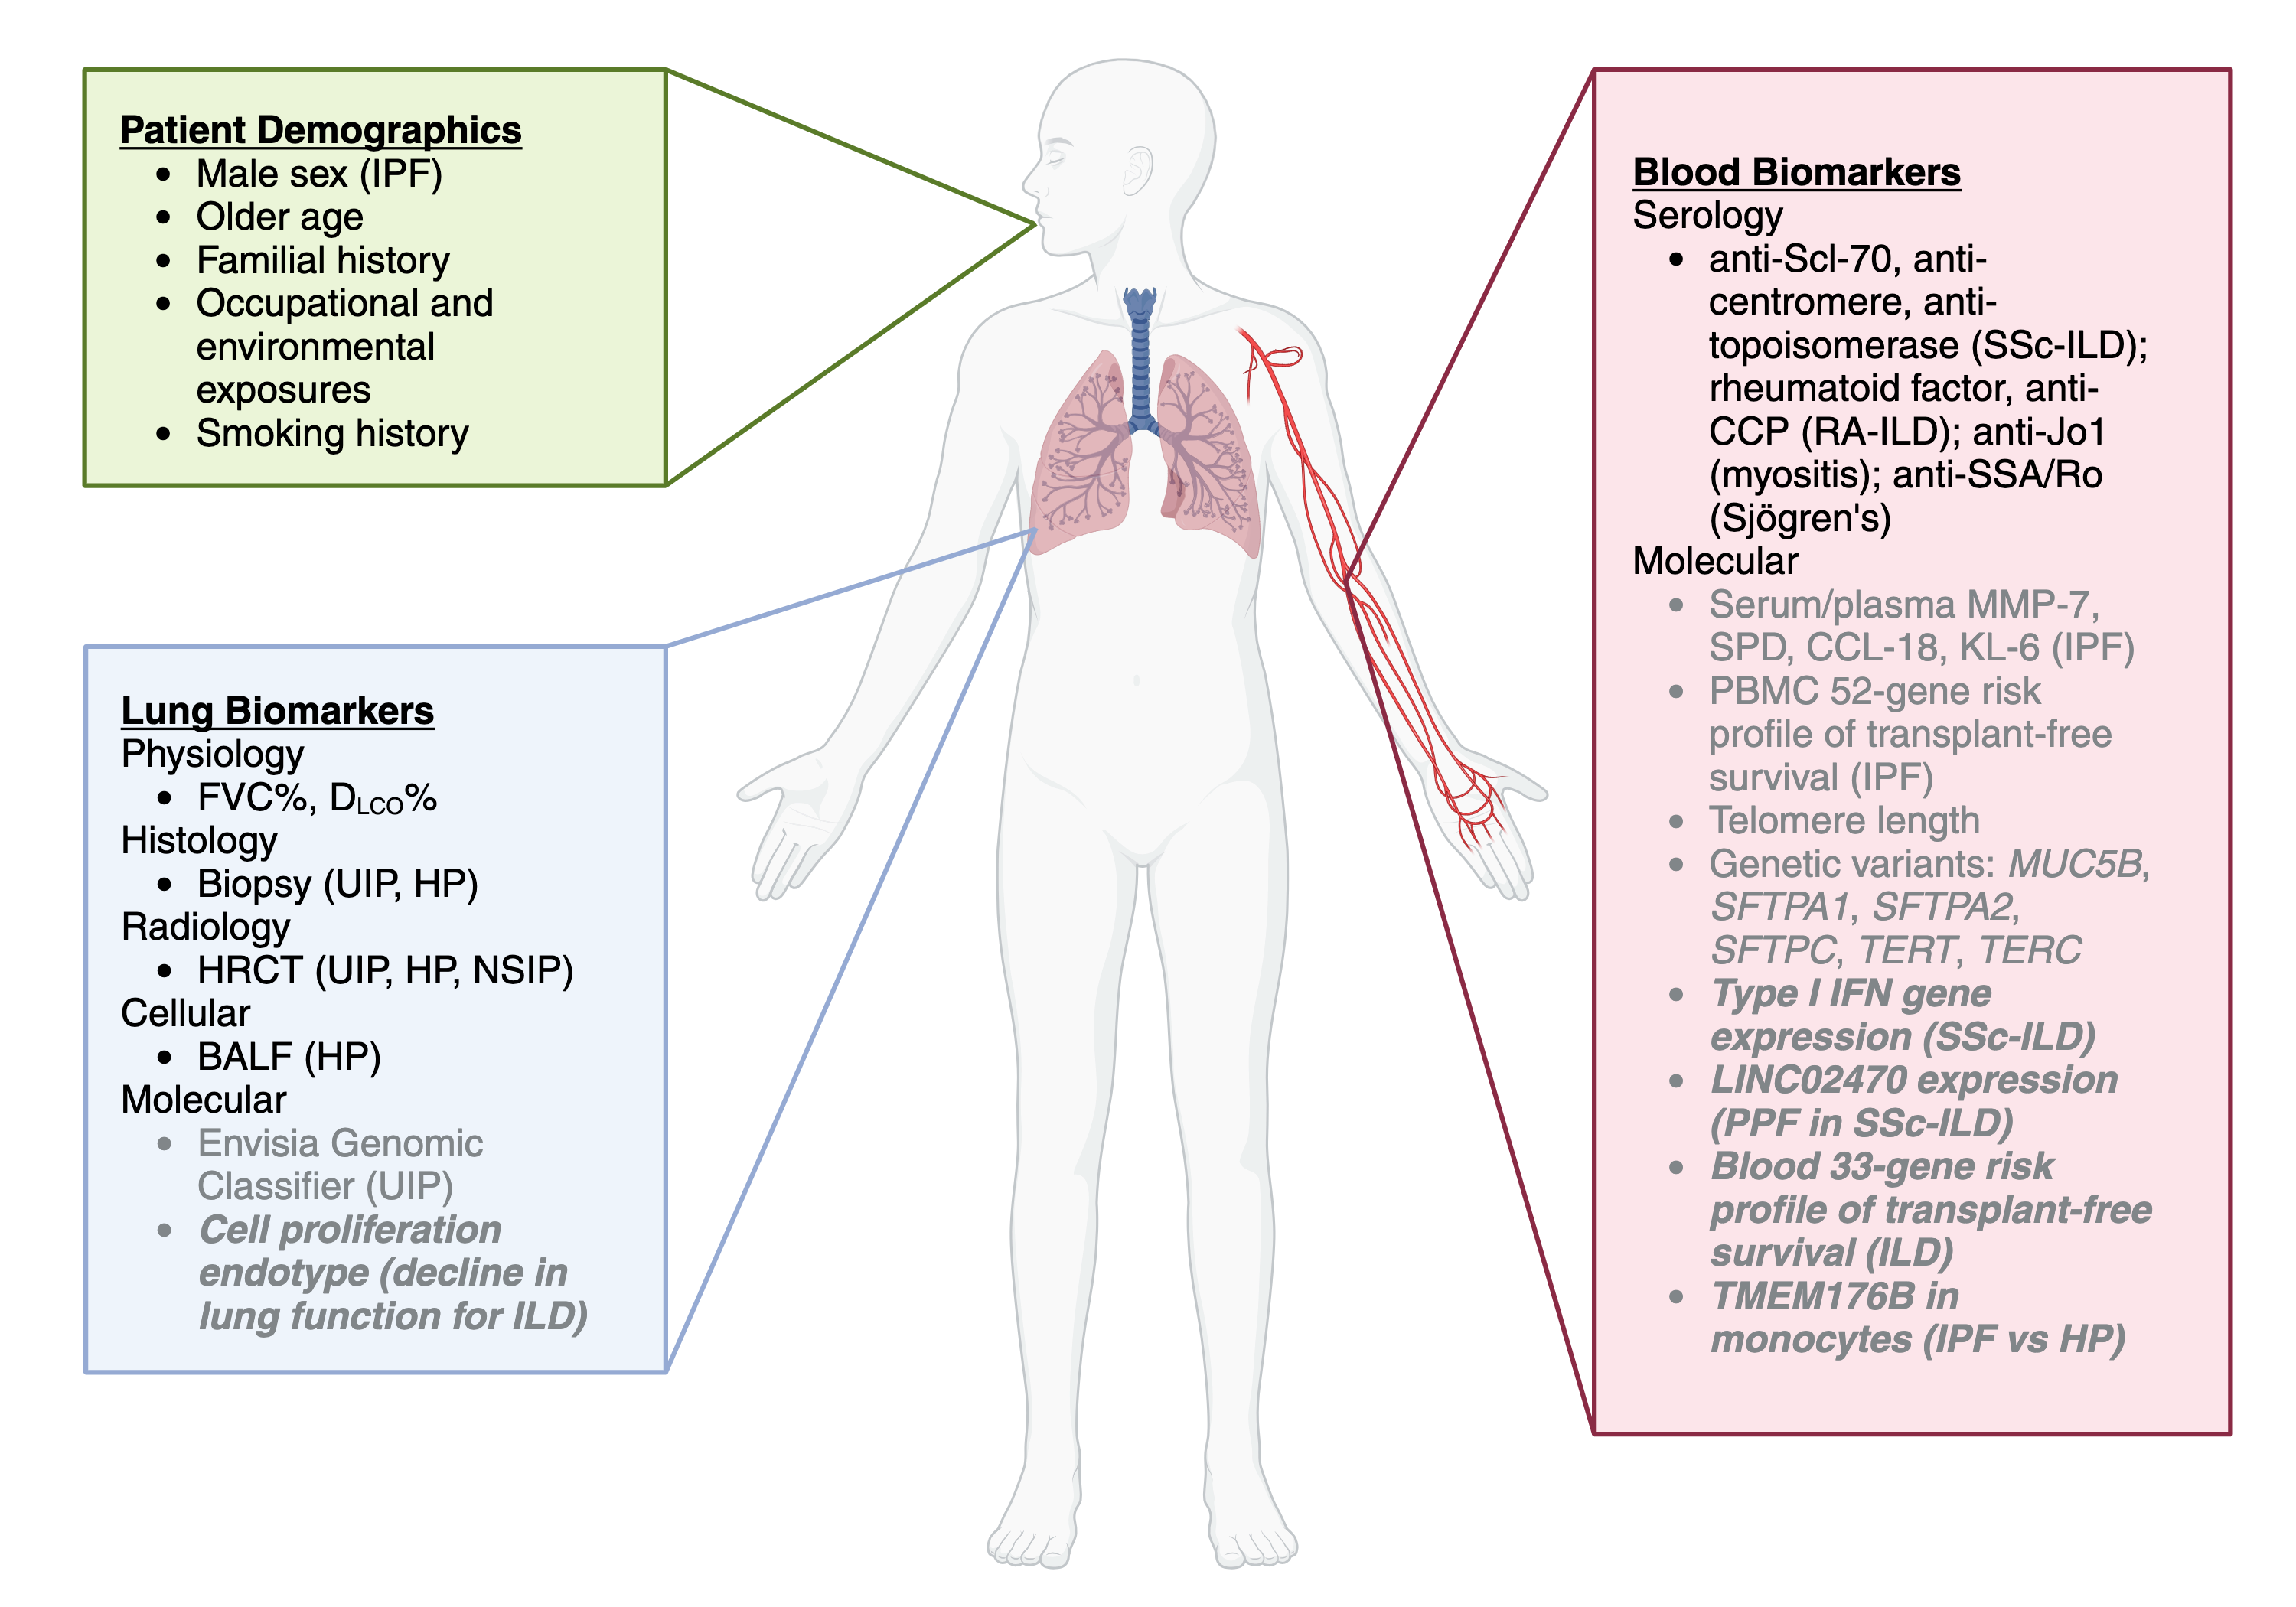 Patient Demographics
• Male sex (IPF)
• Older age
• Familial history
• Occupational and
environmental
exposures
• Smoking history
Lung Biomarkers
Physiology
• FVC%, DLCO%
Histology
• Biopsy (UIP, HP)
Radiology
• HRCT (UIP, HP, NSIP)
Cellular
• BALF (HP)
Molecular
• Envisia Genomic
Classifier (UIP)
• Cell proliferation
endotype (decline in
lung function for ILD)
Blood Biomarkers
Serology
• anti-Scl-70, anti-
centromere, anti-
topoisomerase (SSc-ILD);
rheumatoid factor, anti-
CCP (RA-ILD); anti-Jo1
(myositis); anti-SSA/Ro
(Sjögren's)
Molecular
• Serum/plasma MMP-7,
SPD, CCL-18, KL-6 (IPF)
• PBMC 52-gene risk
profile of transplant-free
survival (IPF)
• Telomere length
• Genetic variants: MUC5B,
SFTPA1, SFTPA2,
SFTPC, TERT, TERC
• Type I IFN gene
expression (SSc-ILD)
• LINC02470 expression
(PPF in SSc-ILD)
• Blood 33-gene risk
profile of transplant-free
survival (ILD)
• TMEM176B in
monocytes (IPF vs HP)